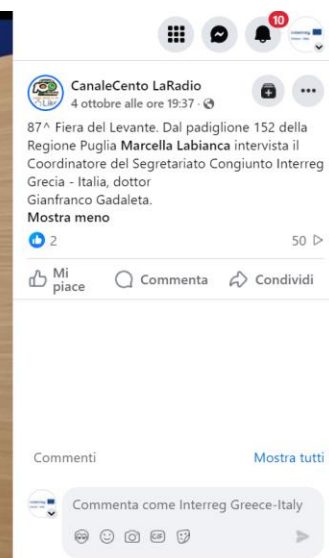 10
CanaleCento LaRadio
4 ottobre alle ore 19:37 ·
87^ Fiera del Levante. Dal padiglione 152 della
Regione Puglia Marcella Labianca intervista il
Coordinatore del Segretariato Congiunto Interreg
Grecia - Italia, dottor
Gianfranco Gadaleta.
Mostra meno
2
50
Mi piace
Commenta
Condividi
Commenti
Mostra tutti
Commenta come Interreg Greece-Italy
GIF